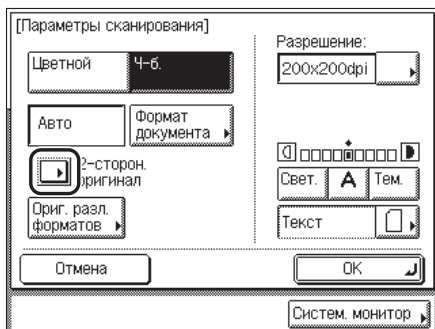 [Параметры сканирования]
Цветной
Ч-б.
Разрешение:
200x200dpi
Авто
Формат
документа
2-сторон.
оригинал
Свет.
A
Тем.
Ориг. разл.
форматов
Текст
Отмена
OK
Систем. монитор